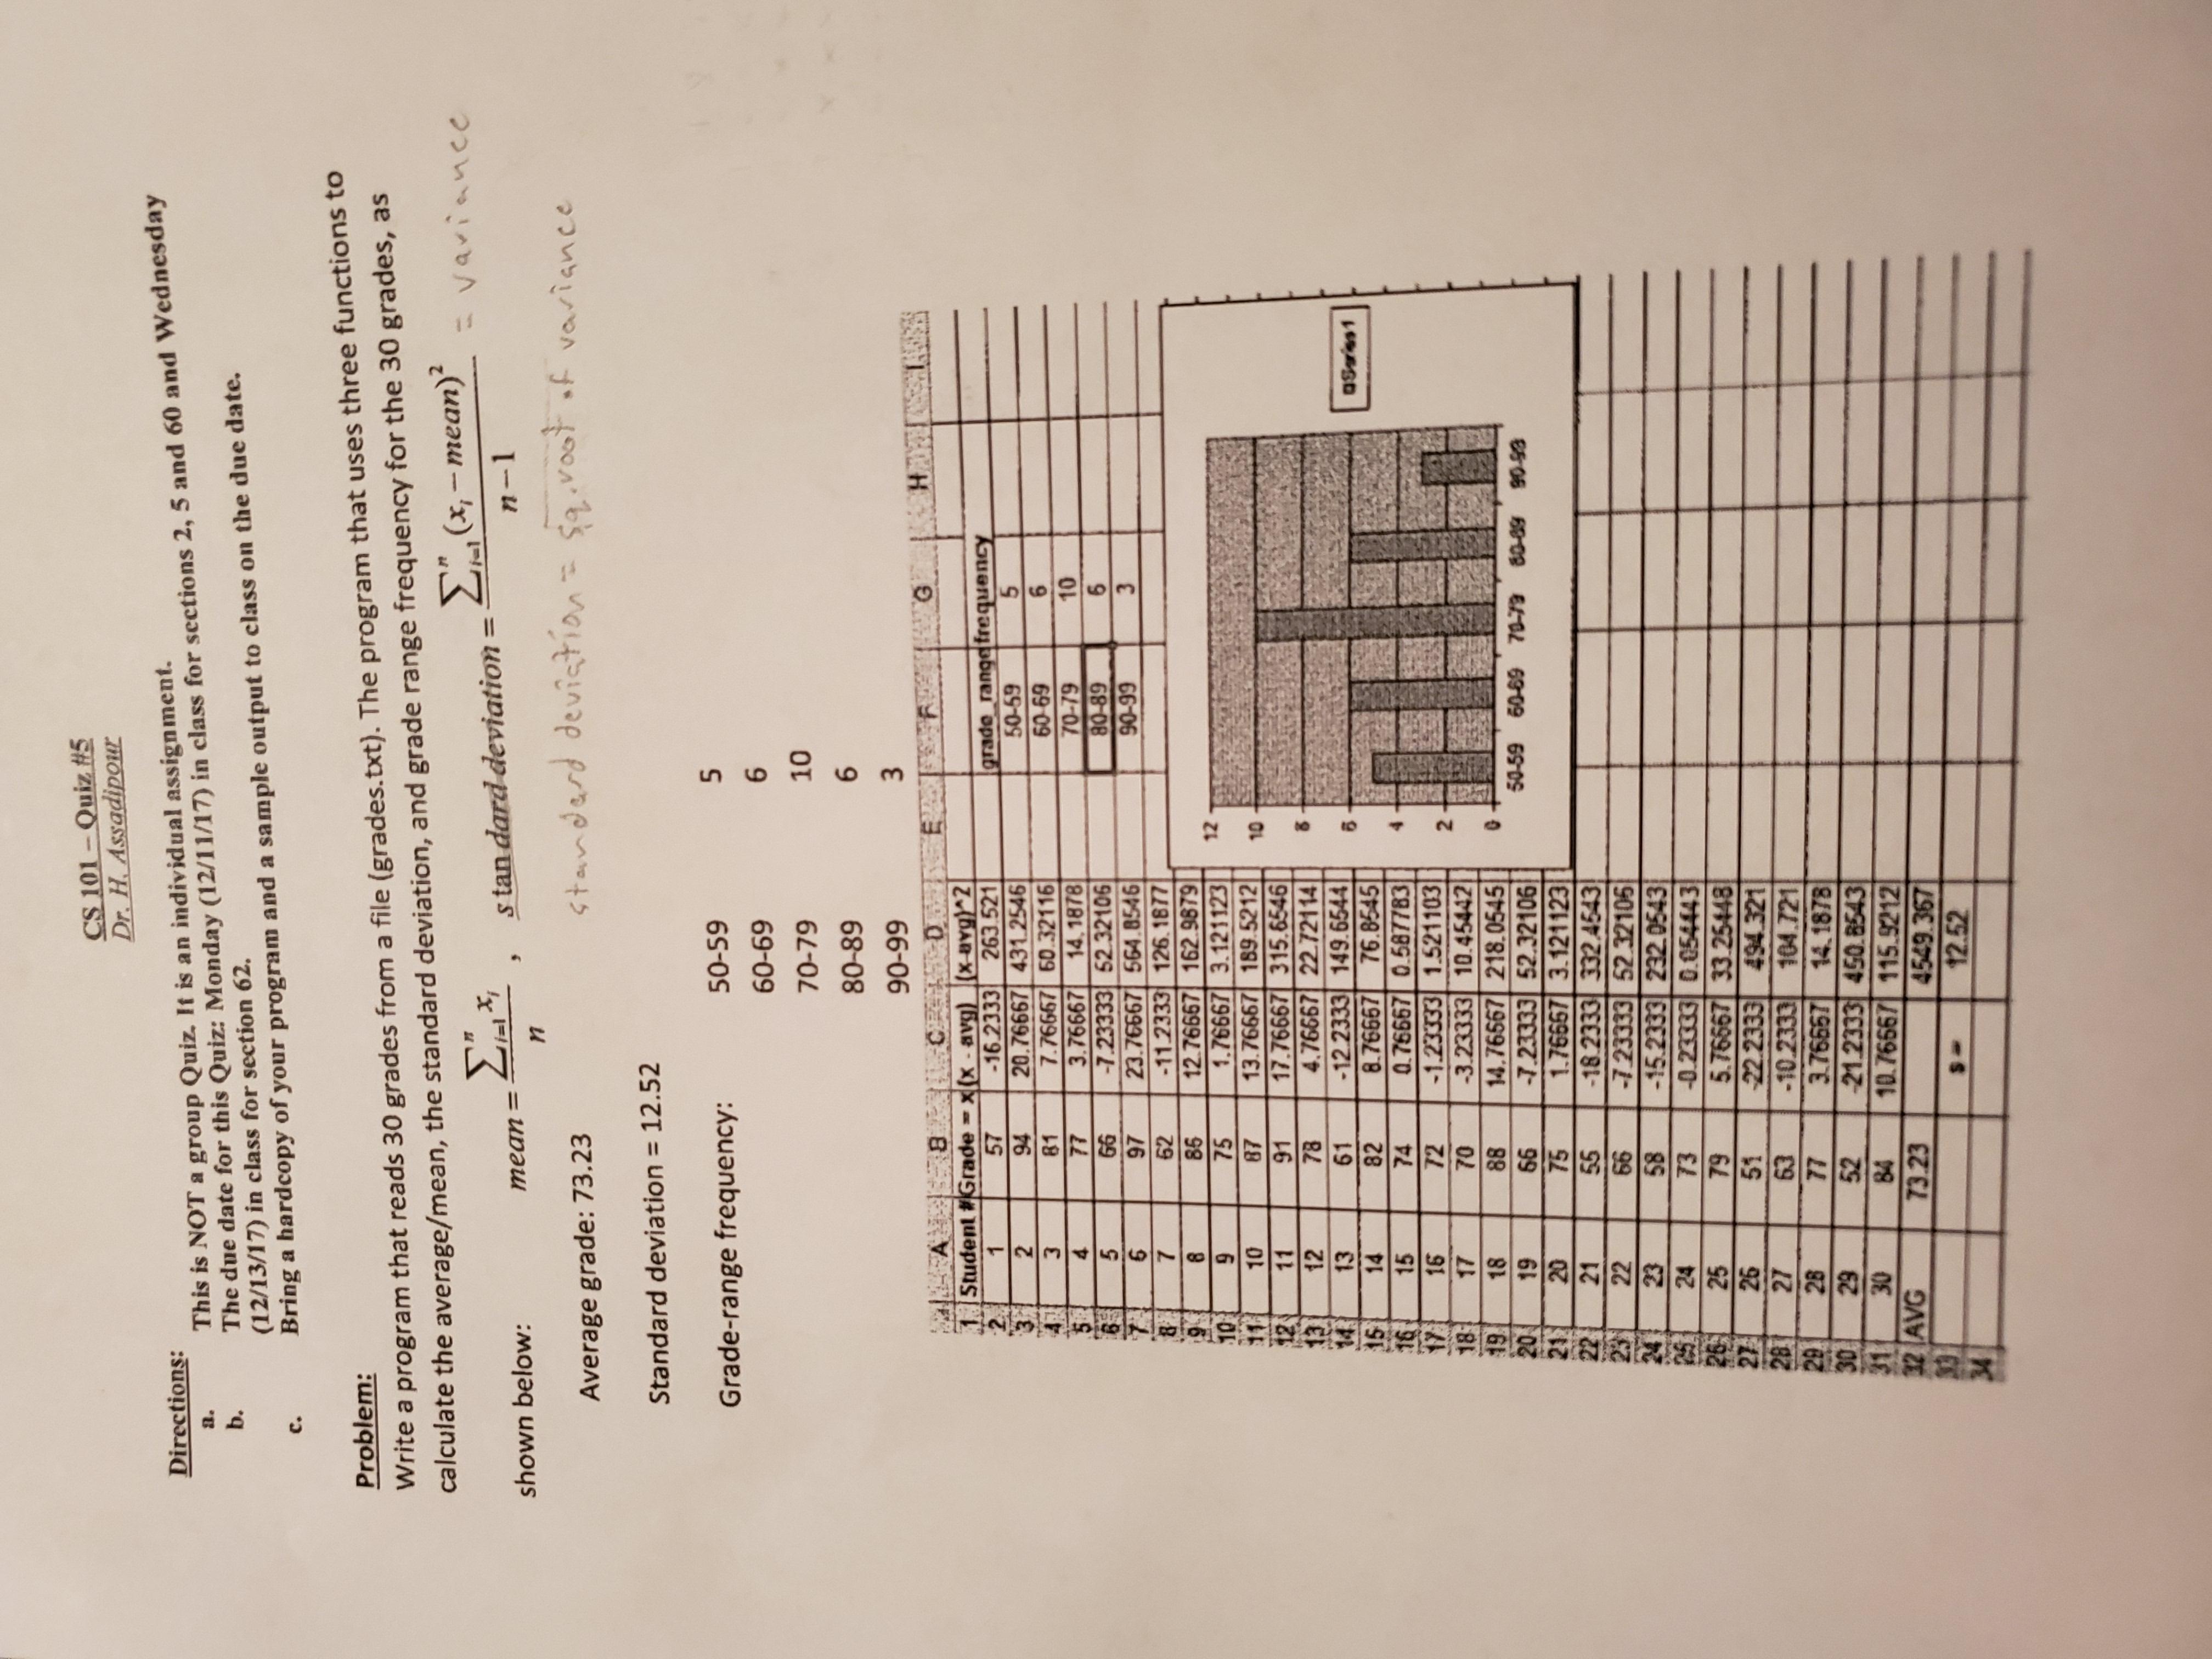 CS 101 – Quiz #5
Dr. H. Assadipour
Directions:
a. This is NOT a group Quiz. It is an individual assignment.
b. The due date for this Quiz: Monday (12/11/17) in class for sections 2, 5 and 60 and Wednesday
(12/13/17) in class for section 62.
c. Bring a hardcopy of your program and a sample output to class on the due date.
Problem:
Write a program that reads 30 grades from a file (grades.txt). The program that uses three functions to
calculate the average/mean, the standard deviation, and grade range frequency for the 30 grades, as
shown below: mean = ∑ⁿᵢ₌₁ xᵢ / n , s tan dard deviation = ∑ⁿᵢ₌₁ (xᵢ – mean)² / n – 1 = variance
standard deviation = sq.root of variance
Average grade: 73.23
Standard deviation = 12.52
Grade-range frequency: 50-59 5
60-69 6
70-79 10
80-89 6
90-99 3
A B C D E F G H I
1 Student # Grade = x (x - avg) (x-avg)^2
2 1 57 -16.2333 263.521 grade_range frequency
3 2 94 20.76667 431.2546 50-59 5
4 3 81 7.76667 60.32116 60-69 6
5 4 77 3.76667 14.1878 70-79 10
6 5 66 -7.23333 52.32106 80-89 6
7 6 97 23.76667 564.8546 90-99 3
8 7 62 -11.2333 126.1877
9 8 86 12.76667 162.9879
10 9 75 1.76667 3.121123
11 10 87 13.76667 189.5212
12 11 91 17.76667 315.6546
13 12 78 4.76667 22.72114
14 13 61 -12.2333 149.6544
15 14 82 8.76667 76.8545
16 15 74 0.76667 0.587783
17 16 72 -1.23333 1.521103
18 17 70 -3.23333 10.45442
19 18 88 14.76667 218.0545
20 19 66 -7.23333 52.32106
21 20 75 1.76667 3.121123
22 21 55 -18.2333 332.4543
23 22 66 -7.23333 52.32106
24 23 58 -15.2333 232.0543
25 24 73 -0.23333 0.054443
26 25 79 5.76667 33.25448
27 26 51 -22.2333 494.321
28 27 63 -10.2333 104.721
29 28 77 3.76667 14.1878
30 29 52 -21.2333 450.8543
31 30 84 10.76667 115.9212
32 AVG 73.23 4549.367
33 s = 12.52
34
12
10
8
6
4
2
0
50-59 60-69 70-79 80-89 90-99
Series1